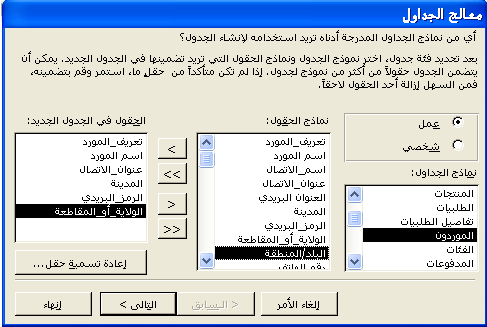 معالج الجداول
أي من نماذج الجداول المدرجة أدناه تريد استخدامه لإنشاء الجدول؟
بعد تحديد فئة جدول، اختر نموذج الجدول ونماذج الحقول التي تريد تضمينها في الجدول الجديد. يمكن أن
يتضمن الجدول حقولاً من أكثر من نموذج لجدول. إذا لم تكن متأكداً من حقلٍ ما، استمر وقم بتضمينه،
فمن السهل إزالة أحد الحقول لاحقاً.
عمل
شخصي
نماذج الجداول:
المنتجات
الطلبيات
تفاصيل الطلبيات
الموردون
الفئات
المدفوعات
نماذج الحقول:
تعريف_المورد
اسم المورد
اسم_الاتصال
عنوان_الاتصال
العنوان البريدي
المدينة
الرمز_البريدي
الولاية_أو_المقاطعة
البلد/المنطقة
رقم الهاتف
>
>>
<
<<
الحقول في الجدول الجديد:
تعريف_المورد
اسم المورد
عنوان_الاتصال
المدينة
الرمز_البريدي
الولاية_أو_المقاطعة
إعادة تسمية حقل...
إلغاء الأمر
< السابق
التالي >
إنهاء